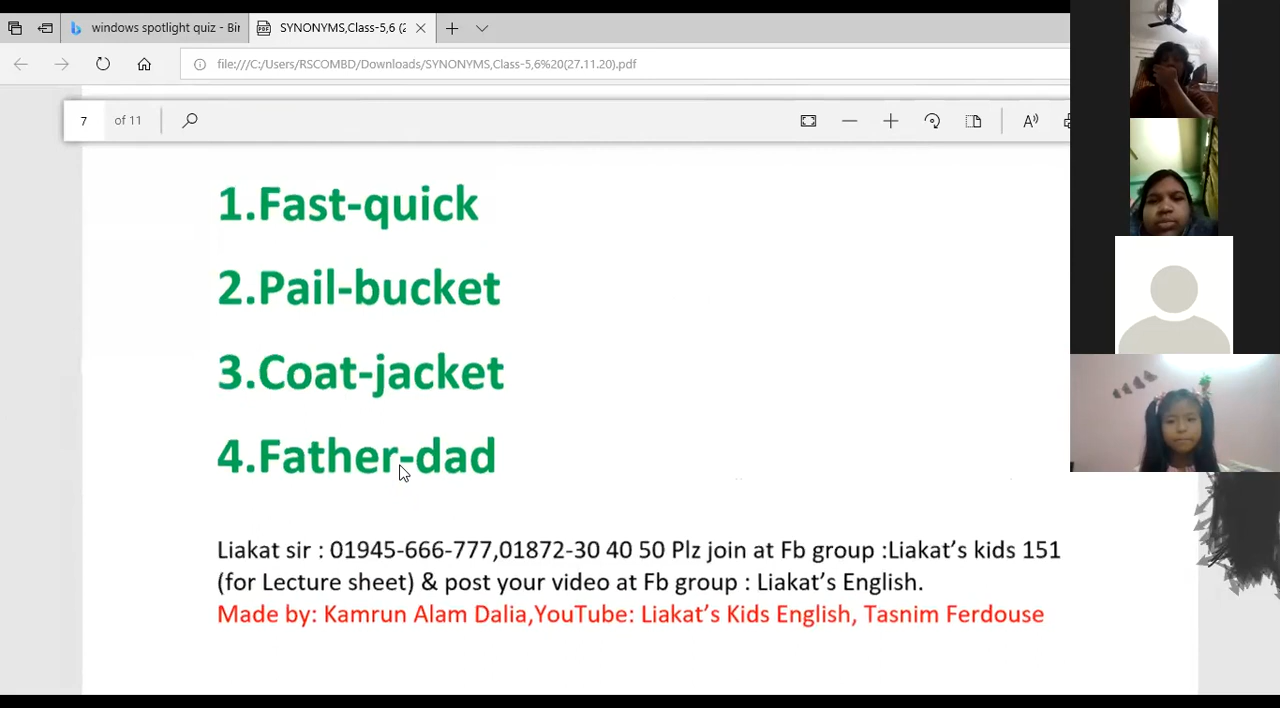 windows spotlight quiz - Bir
SYNONYMS,Class-5,6 (2
file:///C:/Users/RSCOMBD/Downloads/SYNONYMS,Class-5,6%20(27.11.20).pdf
7 of 11
1.Fast-quick
2.Pail-bucket
3.Coat-jacket
4.Father-dad
Liakat sir : 01945-666-777,01872-30 40 50 Plz join at Fb group :Liakat’s kids 151
(for Lecture sheet) & post your video at Fb group : Liakat’s English.
Made by: Kamrun Alam Dalia,YouTube: Liakat’s Kids English, Tasnim Ferdouse